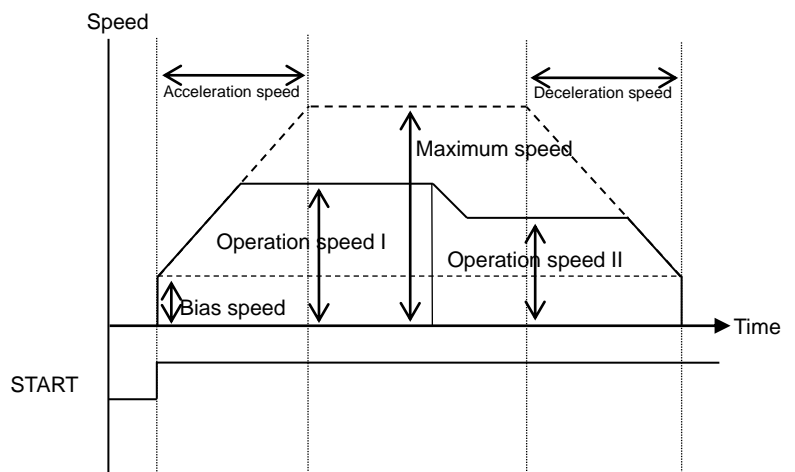 Speed
Acceleration speed
Deceleration speed
Maximum speed
Operation speed I
Operation speed II
Bias speed
Time
START